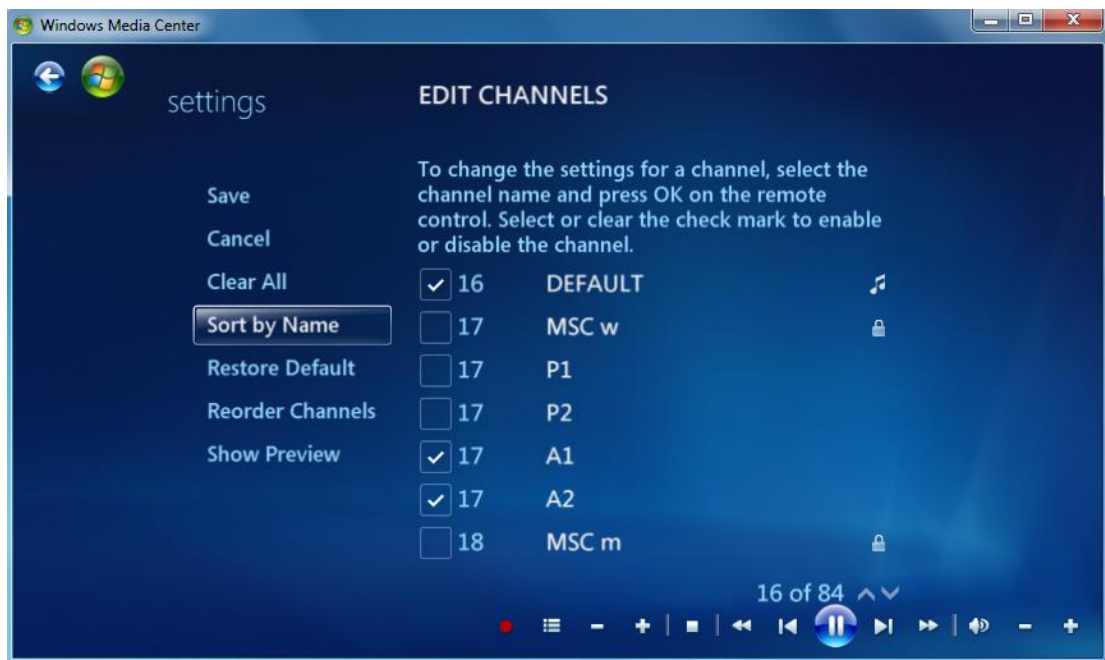 Windows Media Center
settings
EDIT CHANNELS
To change the settings for a channel, select the
channel name and press OK on the remote
control. Select or clear the check mark to enable
or disable the channel.
Save
Cancel
Clear All
Sort by Name
Restore Default
Reorder Channels
Show Preview
16 DEFAULT
17 MSC w
17 P1
17 P2
17 A1
17 A2
18 MSC m
16 of 84